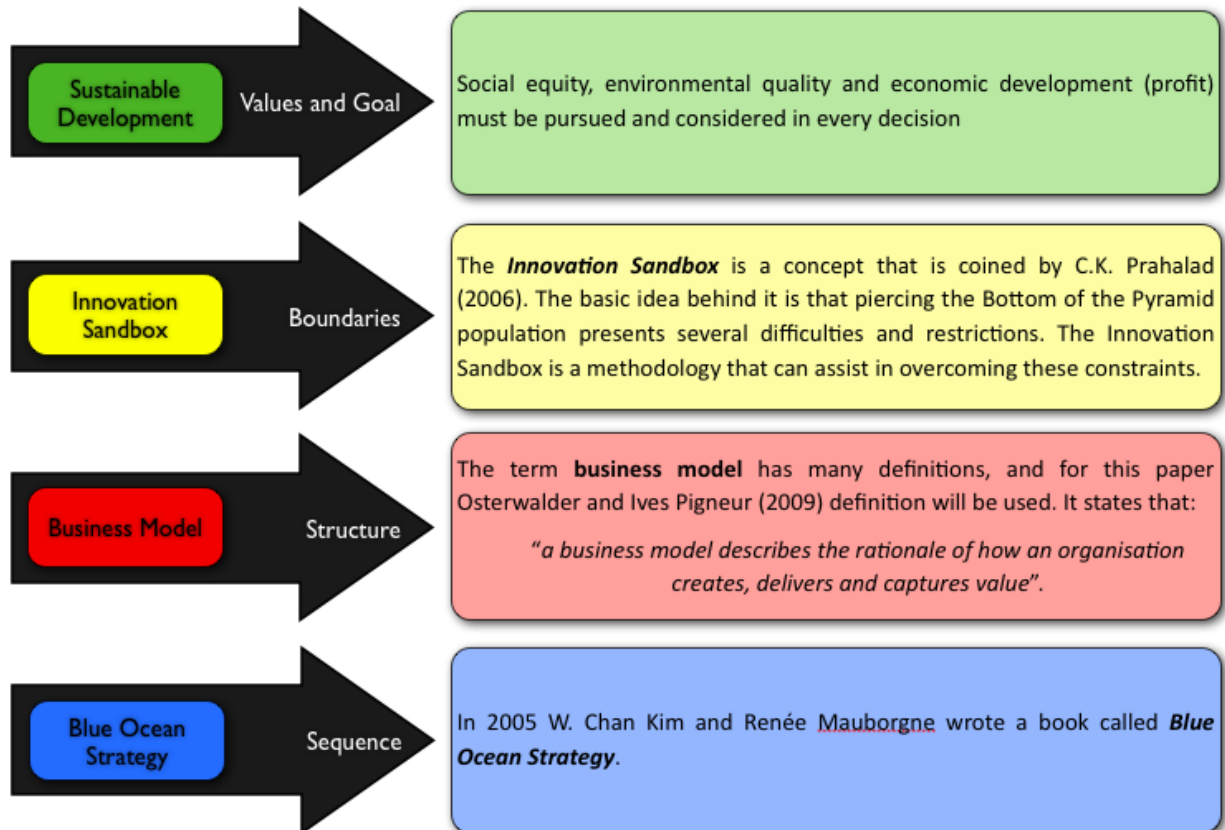 Sustainable
Development
Values and Goal
Social equity, environmental quality and economic development (profit)
must be pursued and considered in every decision
Innovation
Sandbox
Boundaries
The Innovation Sandbox is a concept that is coined by C.K. Prahalad
(2006). The basic idea behind it is that piercing the Bottom of the Pyramid
population presents several difficulties and restrictions. The Innovation
Sandbox is a methodology that can assist in overcoming these constraints.
Business Model
Structure
The term business model has many definitions, and for this paper
Osterwalder and Ives Pigneur (2009) definition will be used. It states that:
“a business model describes the rationale of how an organisation
creates, delivers and captures value”.
Blue Ocean
Strategy
Sequence
In 2005 W. Chan Kim and Renée Mauborgne wrote a book called Blue
Ocean Strategy.